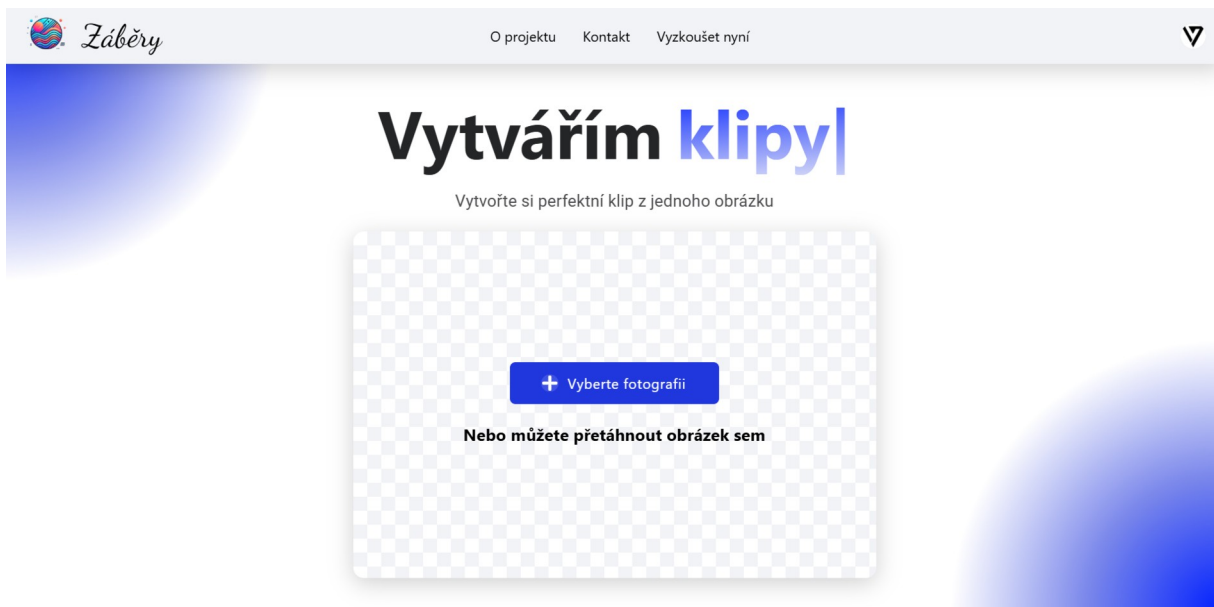 Záběry
O projektu Kontakt Vyzkoušet nyní
Vytvářím klipy
Vytvořte si perfektní klip z jednoho obrázku
Vyberte fotografii
Nebo můžete přetáhnout obrázek sem